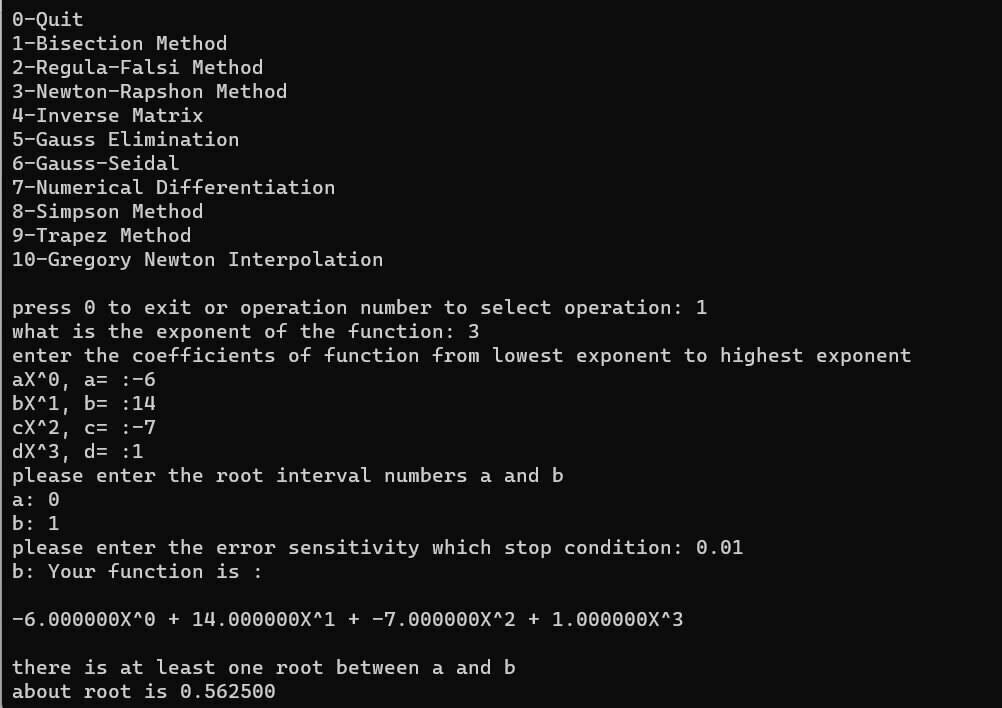 0-Quit
1-Bisection Method
2-Regula-Falsi Method
3-Newton-Rapshon Method
4-Inverse Matrix
5-Gauss Elimination
6-Gauss-Seidal
7-Numerical Differentiation
8-Simpson Method
9-Trapez Method
10-Gregory Newton Interpolation
press 0 to exit or operation number to select operation: 1
what is the exponent of the function: 3
enter the coefficients of function from lowest exponent to highest exponent
aX^0, a= :-6
bX^1, b= :14
cX^2, c= :-7
dX^3, d= :1
please enter the root interval numbers a and b
a: 0
b: 1
please enter the error sensitivity which stop condition: 0.01
b: Your function is :
-6.000000X^0 + 14.000000X^1 + -7.000000X^2 + 1.000000X^3
there is at least one root between a and b
about root is 0.562500